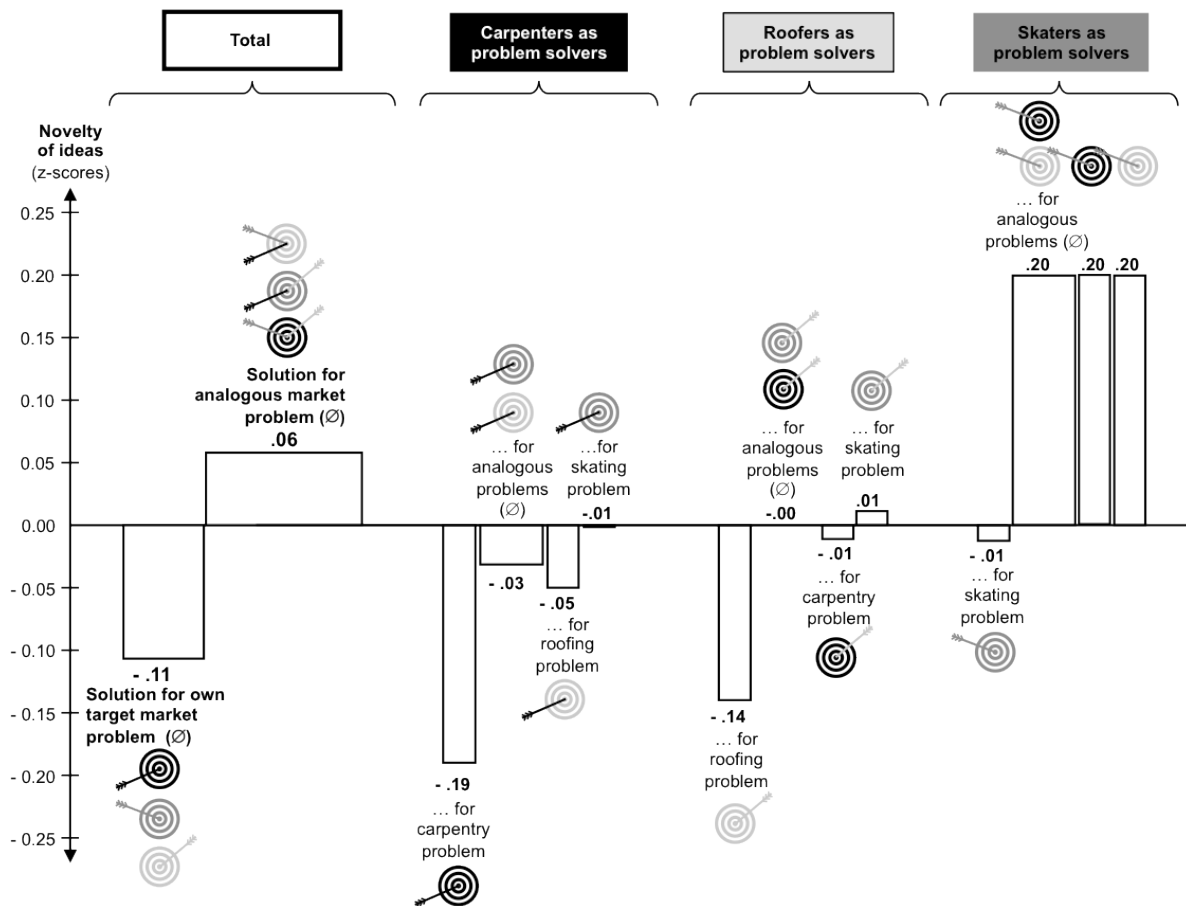 Total
Carpenters as
problem solvers
Roofers as
problem solvers
Skaters as
problem solvers
Novelty
of ideas
(z-scores)
0.25
0.20
0.15
0.10
0.05
0.00
- 0.05
- 0.10
- 0.15
- 0.20
- 0.25
Solution for
analogous market
problem (∅)
.06
- .11
Solution for own
target market
problem (∅)
… for
analogous
problems
(∅)
- .03
…for
skating
problem
-.01
- .05
… for
roofing
problem
- .19
… for
carpentry
problem
… for
analogous
problems
(∅)
-.00
… for
skating
problem
.01
- .01
… for
carpentry
problem
- .14
… for
roofing
problem
… for
analogous
problems (∅)
.20
.20
.20
- .01
… for
skating
problem